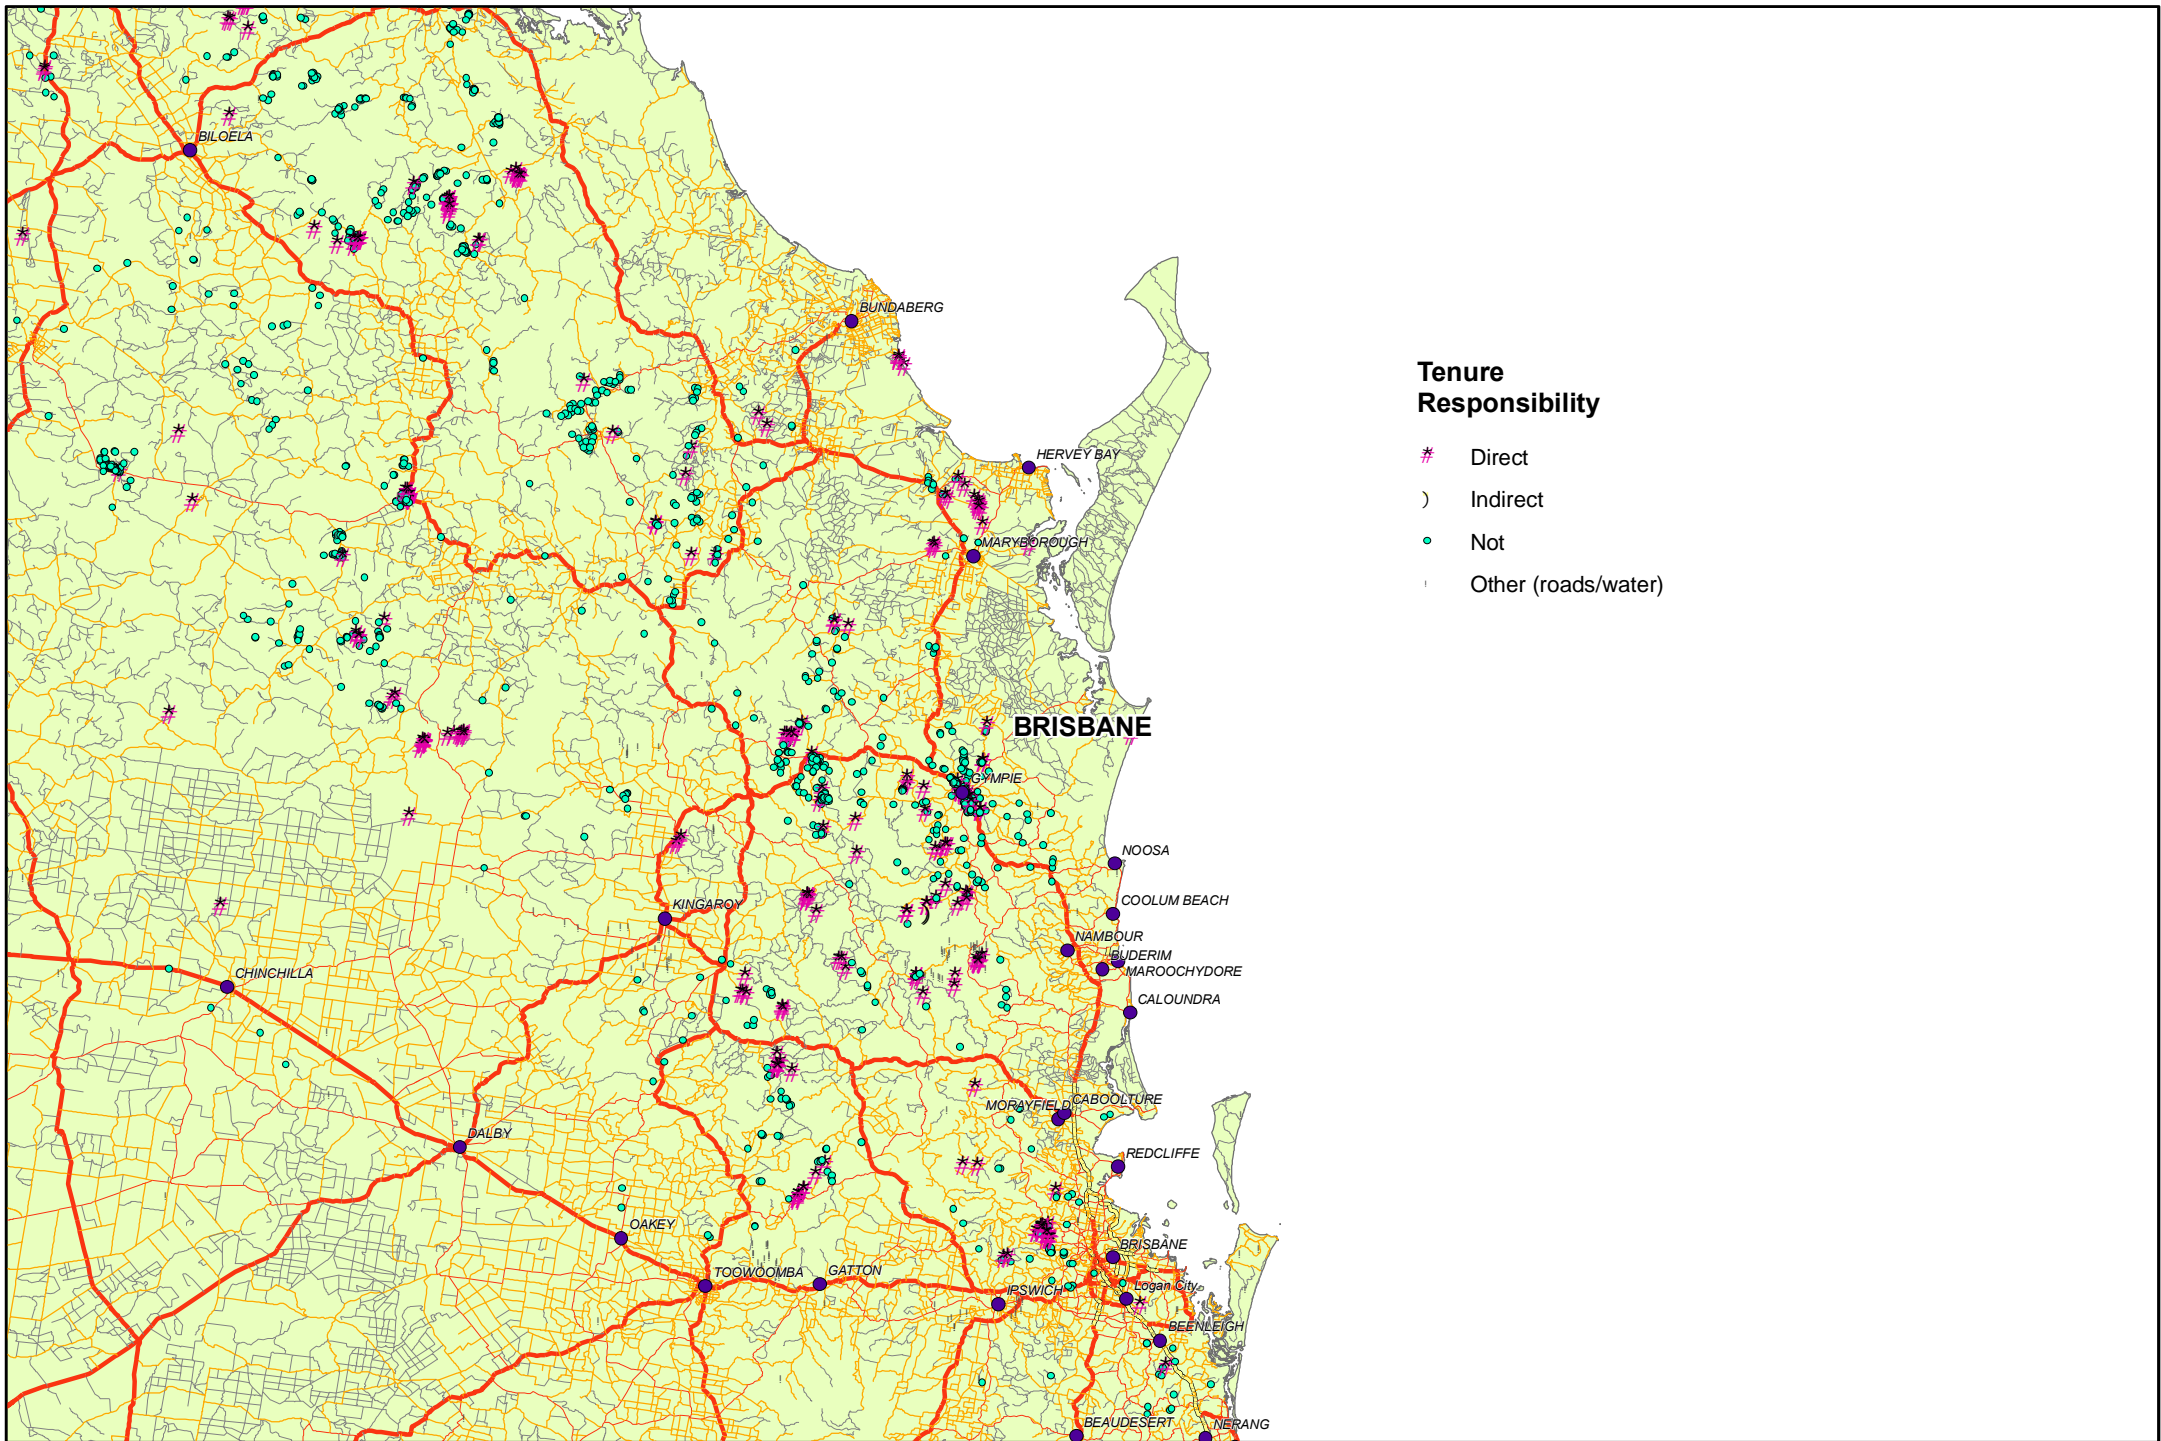 BILOELA
BUNDABERG
Tenure
Responsibility
Direct
HERVEY BAY
Indirect
Not
MARYBOROUGH
Other (roads/water)
BRISBANE
GYMPIE
NOOSA
COOLUM BEACH
KINGAROY
NAMBOUR
BUDERIM
MAROOCHYDORE
CHINCHILLA
CALOUNDRA
MORAYFIELD
CABOOLTURE
DALBY
REDCLIFFE
OAKEY
BRISBANE
TOOWOOMBA
GATTON
IPSWICH
Logan City
BEENLEIGH
BEAUDESERT
NERANG